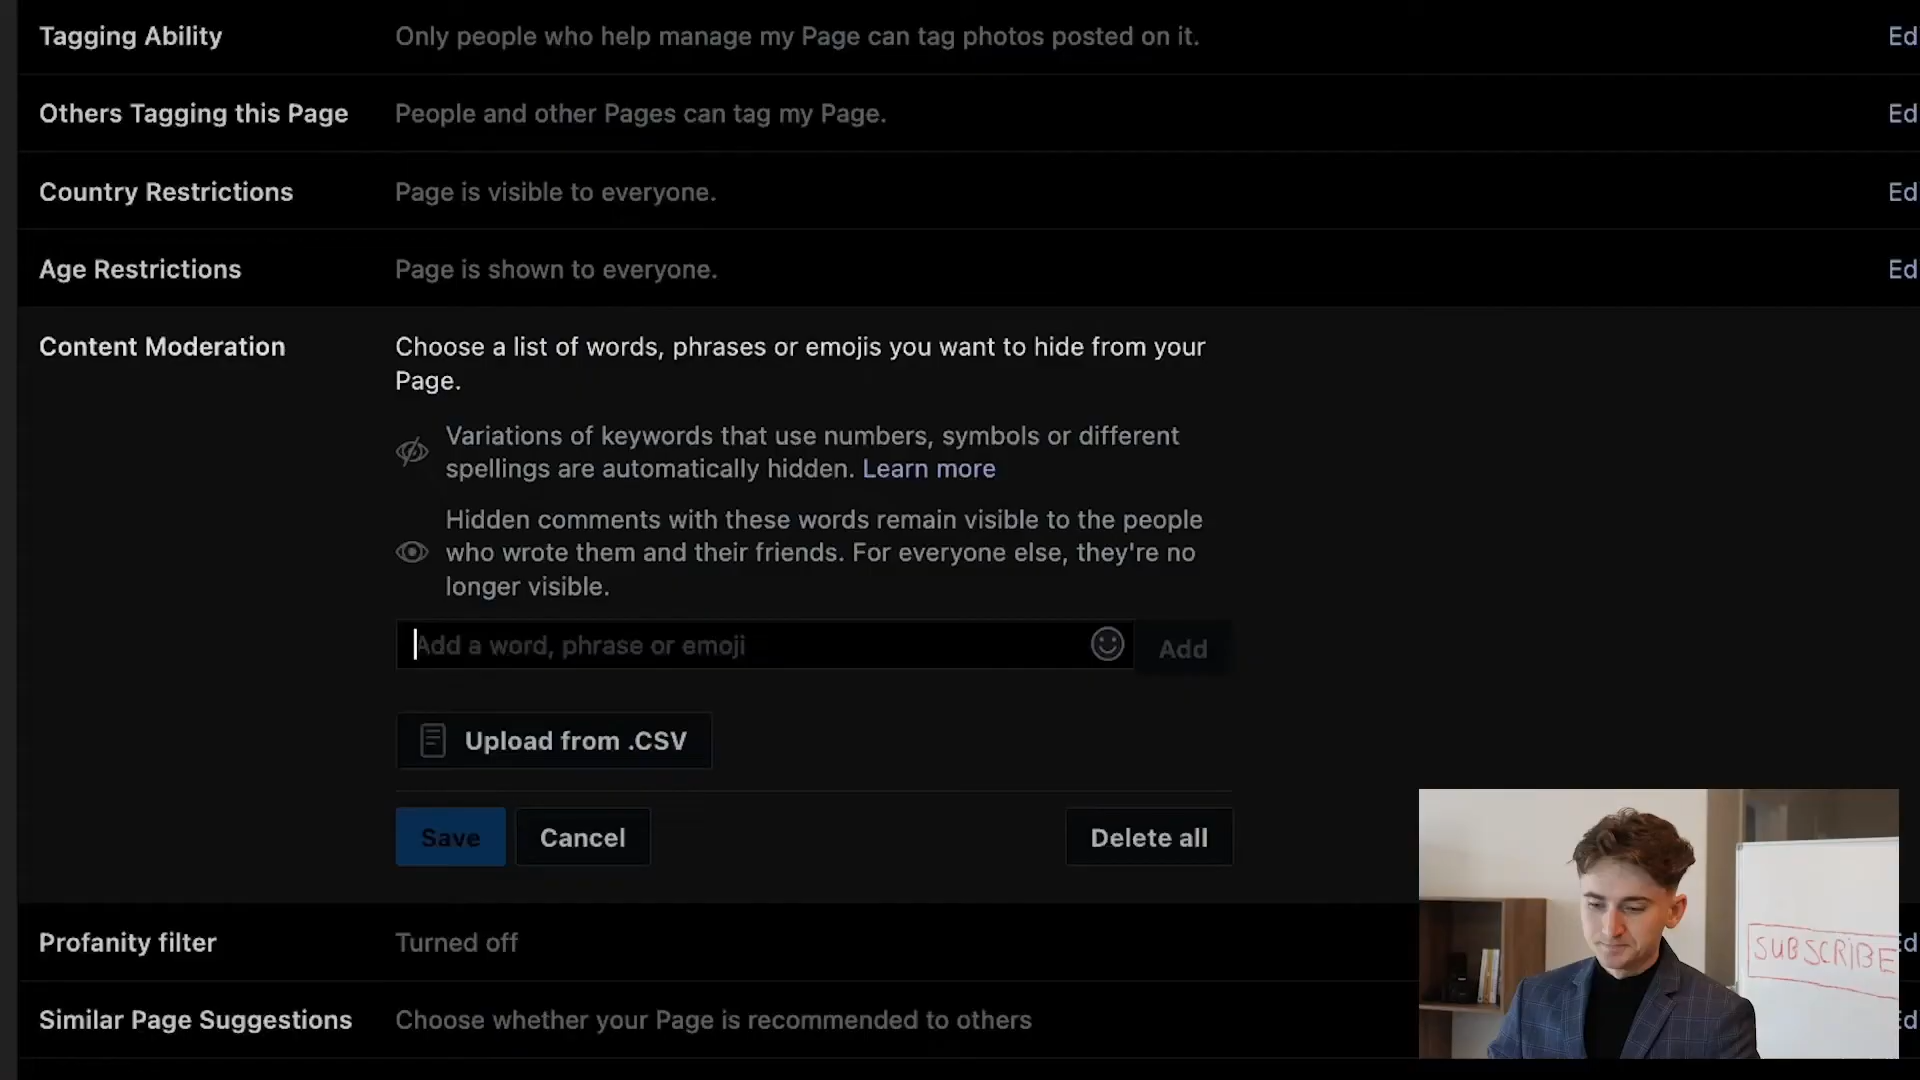 Tagging Ability Only people who help manage my Page can tag photos posted on it. Ed
Others Tagging this Page People and other Pages can tag my Page. Ed
Country Restrictions Page is visible to everyone. Ed
Age Restrictions Page is shown to everyone. Ed
Content Moderation Choose a list of words, phrases or emojis you want to hide from your
Page.
Variations of keywords that use numbers, symbols or different
spellings are automatically hidden. Learn more
Hidden comments with these words remain visible to the people
who wrote them and their friends. For everyone else, they're no
longer visible.
Add a word, phrase or emoji Add
Upload from .CSV
Save Cancel Delete all
Profanity filter Turned off Ed
SUBSCRIBE
Similar Page Suggestions Choose whether your Page is recommended to others Ed